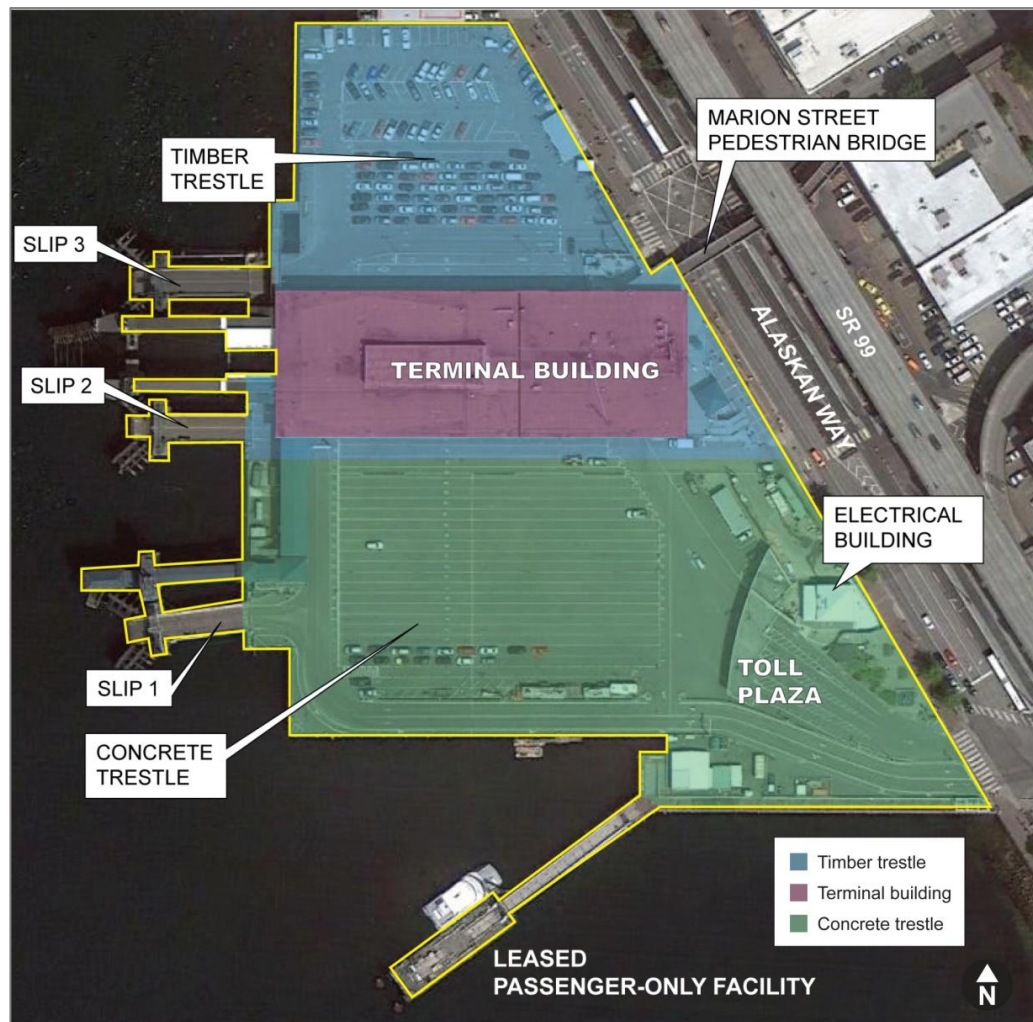 MARION STREET
PEDESTRIAN BRIDGE
TIMBER
TRESTLE
SLIP 3
SR 99
ALASKAN WAY
TERMINAL BUILDING
SLIP 2
ELECTRICAL
BUILDING
TOLL
PLAZA
SLIP 1
CONCRETE
TRESTLE
Timber trestle
Terminal building
Concrete trestle
LEASED
PASSENGER-ONLY FACILITY
N